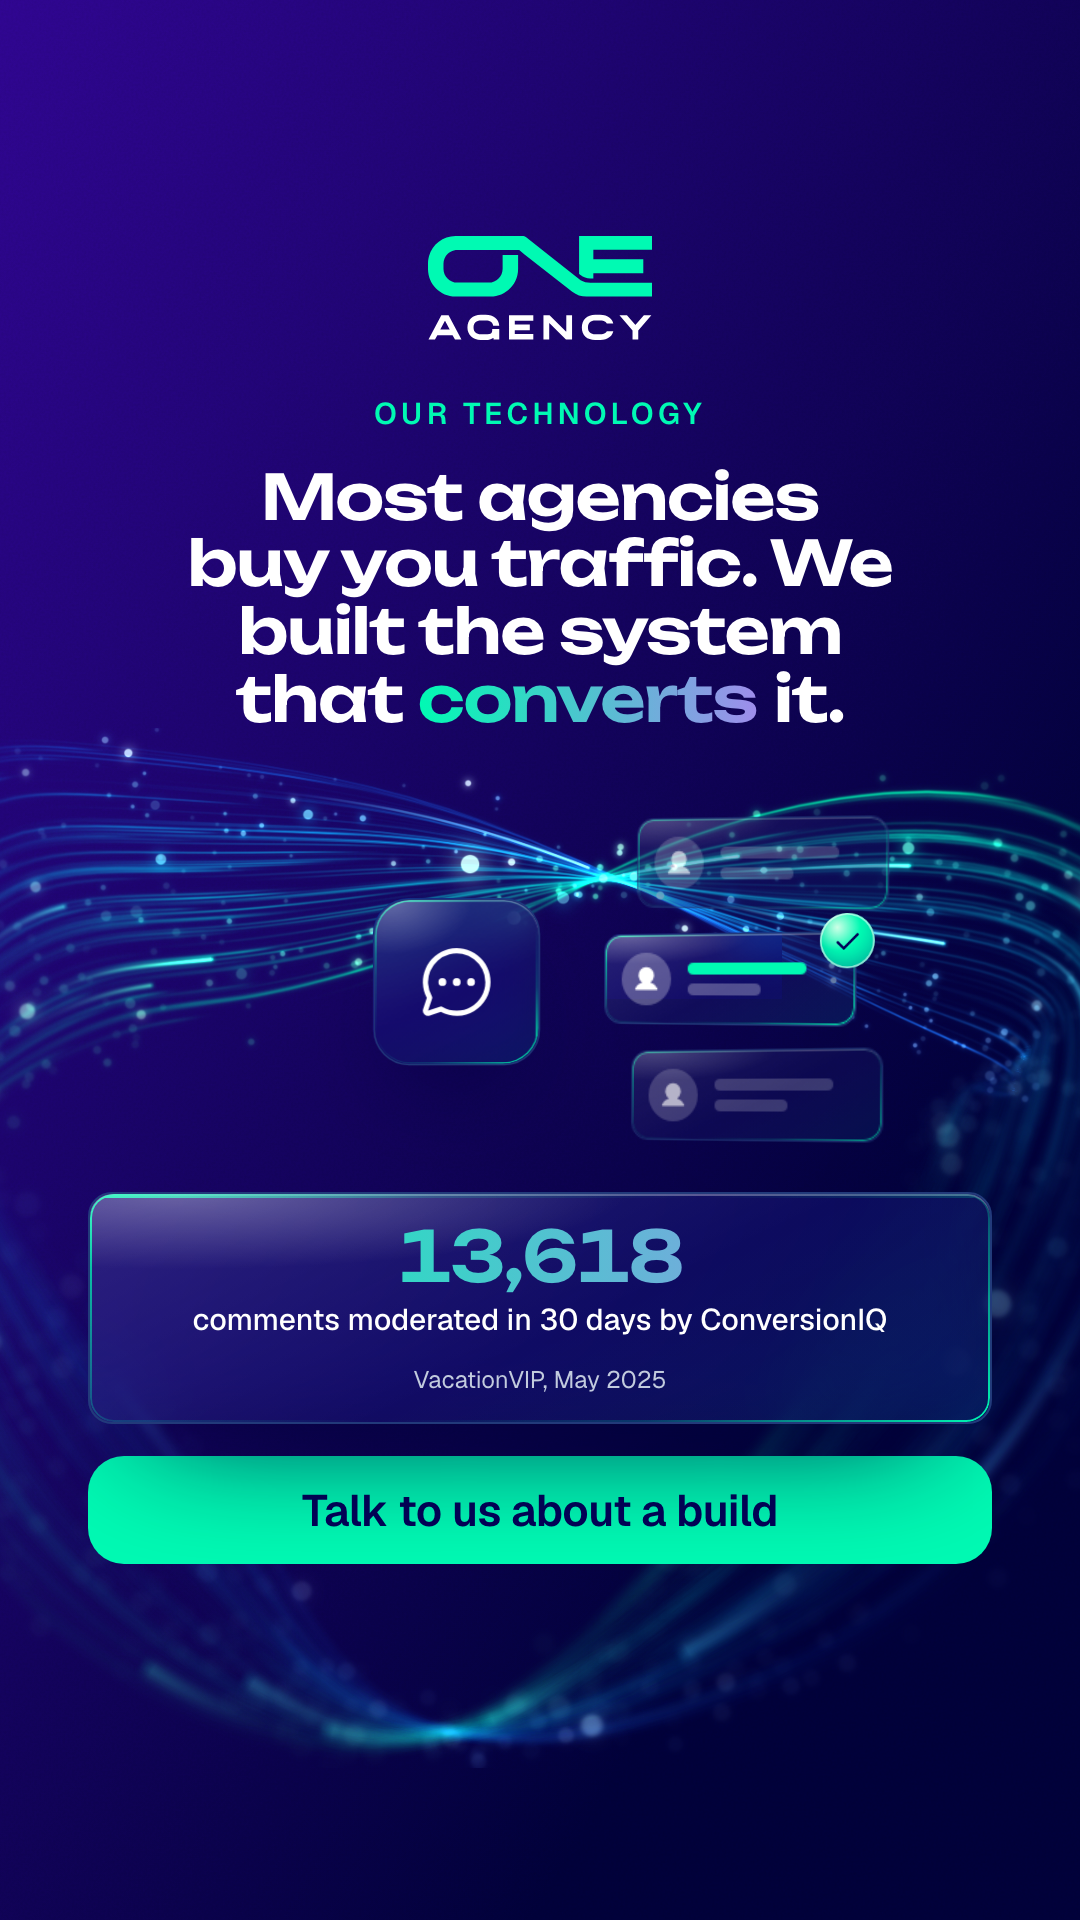 ONE
AGENCY
OUR TECHNOLOGY
Most agencies
buy you traffic. We
built the system
that converts it.
13,618
comments moderated in 30 days by ConversionIQ
VacationVIP, May 2025
Talk to us about a build